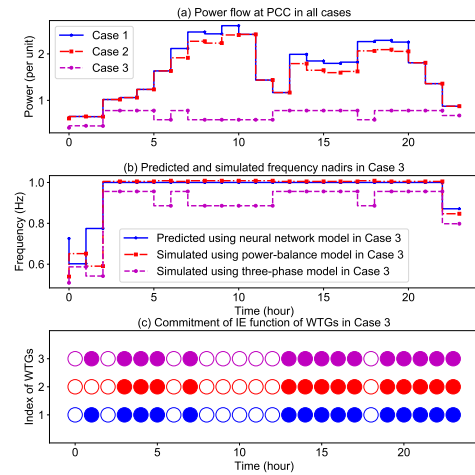 (a) Power flow at PCC in all cases
Power (per unit)
2
1
Case 1
Case 2
Case 3
0 5 10 15 20
Time (hour)
(b) Predicted and simulated frequency nadirs in Case 3
Frequency (Hz)
1.0
0.8
0.6
Predicted using neural network model in Case 3
Simulated using power-balance model in Case 3
Simulated using three-phase model in Case 3
0 5 10 15 20
Time (hour)
(c) Commitment of IE function of WTGs in Case 3
Index of WTGs
3
2
1
0 5 10 15 20
Time (hour)